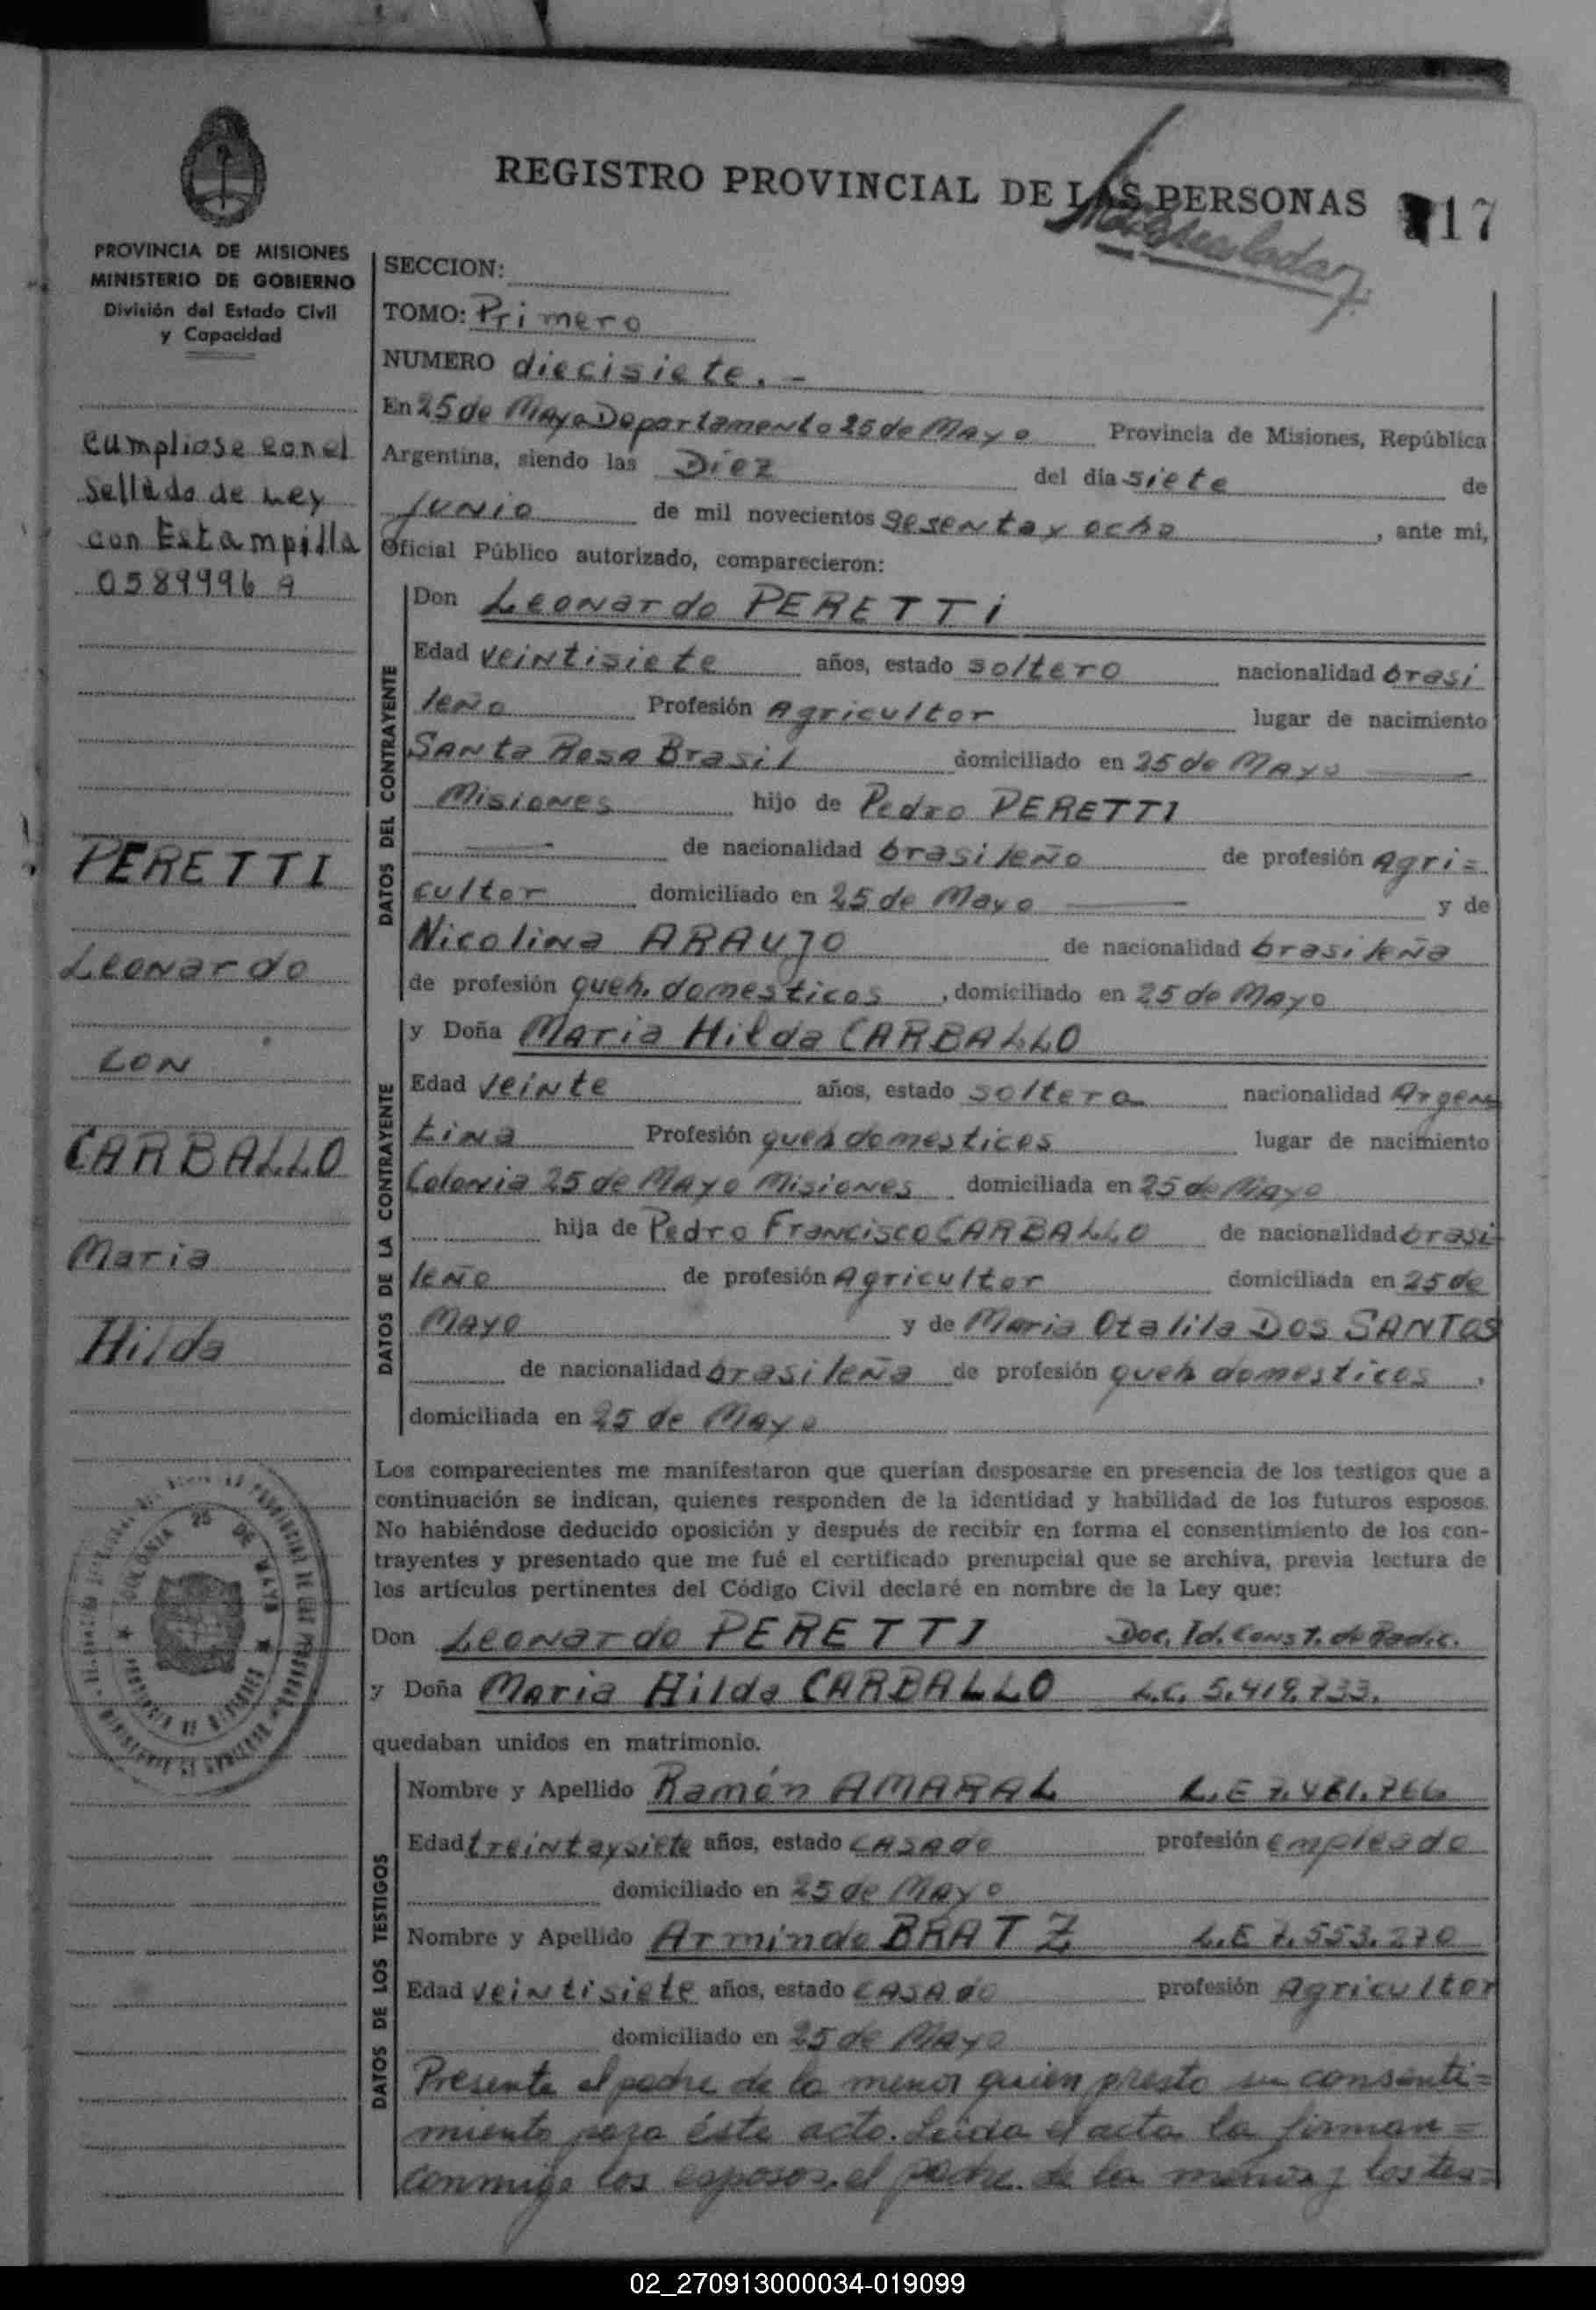 REGISTRO PROVINCIAL DE LAS PERSONAS
17
PROVINCIA DE MISIONES
MINISTERIO DE GOBIERNO
División del Estado Civil
y Capacidad
Cumpliose con el
Sellado de Ley
con Estampilla
0589996 A
PERETTI
Leonardo
CON
CARBALLO
Maria
Hilda
COLONIA 25 DE MAYO
SECCION:
TOMO: Primero
NUMERO diecisiete. -
En 25 de Mayo Departamento 25 de Mayo Provincia de Misiones, República
Argentina, siendo las Diez del día siete de
junio de mil novecientos sesenta y ocho, ante mi,
Oficial Público autorizado, comparecieron:
DATOS DEL CONTRAYENTE
Don Leonardo PERETTI
Edad veintisiete años, estado soltero nacionalidad brasi
leño Profesión Agricultor lugar de nacimiento
Santa Rosa Brasil domiciliado en 25 de Mayo
Misiones hijo de Pedro PERETTI
de nacionalidad brasileño de profesión Agri=
cultor domiciliado en 25 de Mayo y de
Nicolina ARAUJO de nacionalidad brasileña
de profesión queh. domesticos, domiciliado en 25 de Mayo
DATOS DE LA CONTRAYENTE
y Doña Maria Hilda CARBALLO
Edad veinte años, estado soltera nacionalidad Argen
tina Profesión queh domesticos lugar de nacimiento
Colonia 25 de Mayo Misiones domiciliada en 25 de Mayo
hija de Pedro Francisco CARBALLO de nacionalidad brasi
leño de profesión Agricultor domiciliada en 25 de
Mayo y de Maria Otalila DOS SANTOS
de nacionalidad brasileña de profesión queh domesticos,
domiciliada en 25 de Mayo
Los comparecientes me manifestaron que querían desposarse en presencia de los testigos que a
continuación se indican, quienes responden de la identidad y habilidad de los futuros esposos.
No habiéndose deducido oposición y después de recibir en forma el consentimiento de los con-
trayentes y presentado que me fué el certificado prenupcial que se archiva, previa lectura de
los artículos pertinentes del Código Civil declaré en nombre de la Ley que:
Don Leonardo PERETTI Doc. Id. Const. de Radic.
y Doña Maria Hilda CARBALLO L.C. 5.419.733.
quedaban unidos en matrimonio.
DATOS DE LOS TESTIGOS
Nombre y Apellido Ramón AMARAL L.E 7.481.766
Edad treinta y siete años, estado casado profesión empleado
domiciliado en 25 de Mayo
Nombre y Apellido Armindo BRATZ L.E 7.553.270
Edad veintisiete años, estado casado profesión Agricultor
domiciliado en 25 de Mayo
Presente el padre de la menor quien presto su consenti=
miento para éste acto. Leida el acta la firman=
conmigo los esposos, el padre de la menor y los tes=
02_270913000034-019099